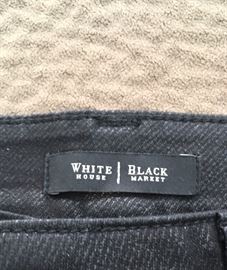 WHITE | BLACK
HOUSE MARKET